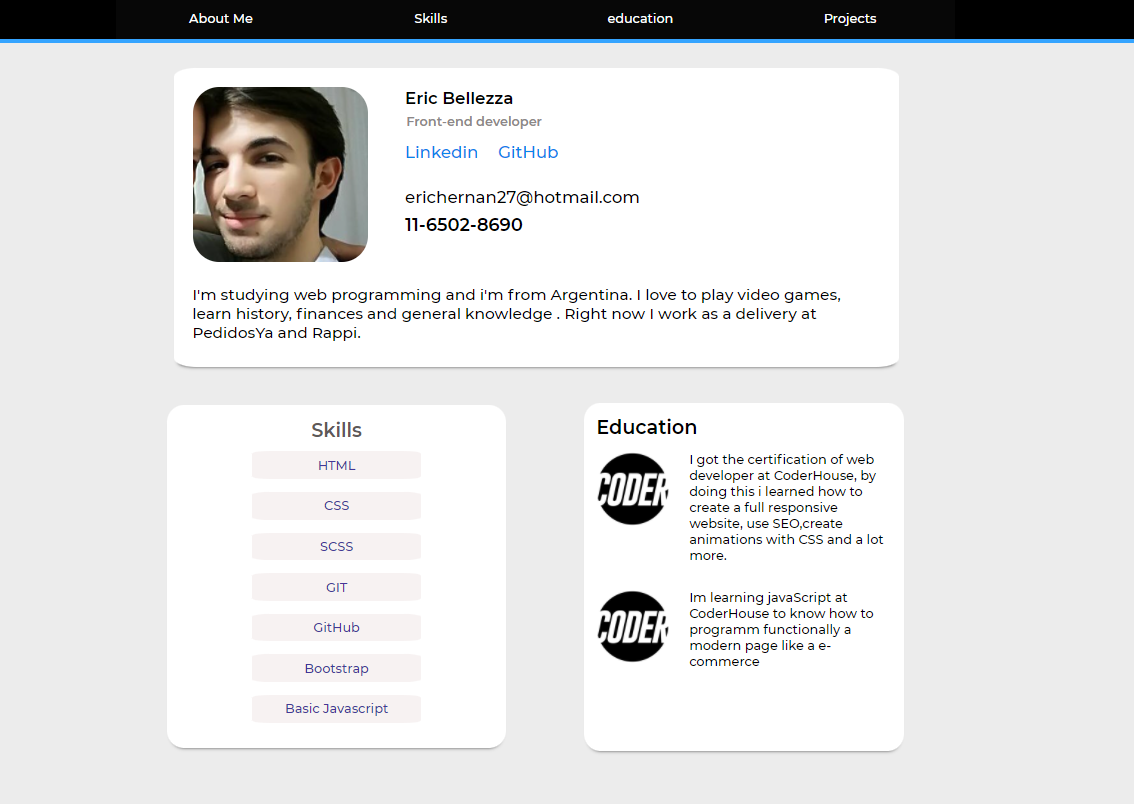 About Me Skills education Projects
Eric Bellezza
Front-end developer
Linkedin GitHub
erichernan27@hotmail.com
11-6502-8690
I'm studying web programming and i'm from Argentina. I love to play video games,
learn history, finances and general knowledge . Right now I work as a delivery at
PedidosYa and Rappi.
Skills
HTML
CSS
SCSS
GIT
GitHub
Bootstrap
Basic Javascript
Education
CODER
I got the certification of web
developer at CoderHouse, by
doing this i learned how to
create a full responsive
website, use SEO,create
animations with CSS and a lot
more.
CODER
Im learning javaScript at
CoderHouse to know how to
programm functionally a
modern page like a e-
commerce